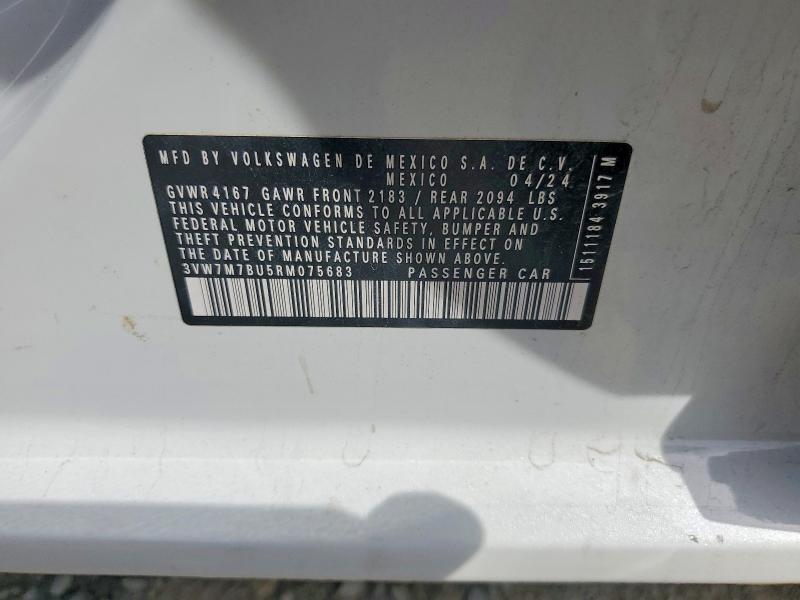 MFD BY VOLKSWAGEN DE MEXICO S.A. DE C.V.
MEXICO 04/24
GVWR 4167 GAWR FRONT 2183 / REAR 2094 LBS
THIS VEHICLE CONFORMS TO ALL APPLICABLE U.S.
FEDERAL MOTOR VEHICLE SAFETY, BUMPER AND
THEFT PREVENTION STANDARDS IN EFFECT ON
THE DATE OF MANUFACTURE SHOWN ABOVE.
3VW7M7BU5RM075683 PASSENGER CAR
1511184 3917 M